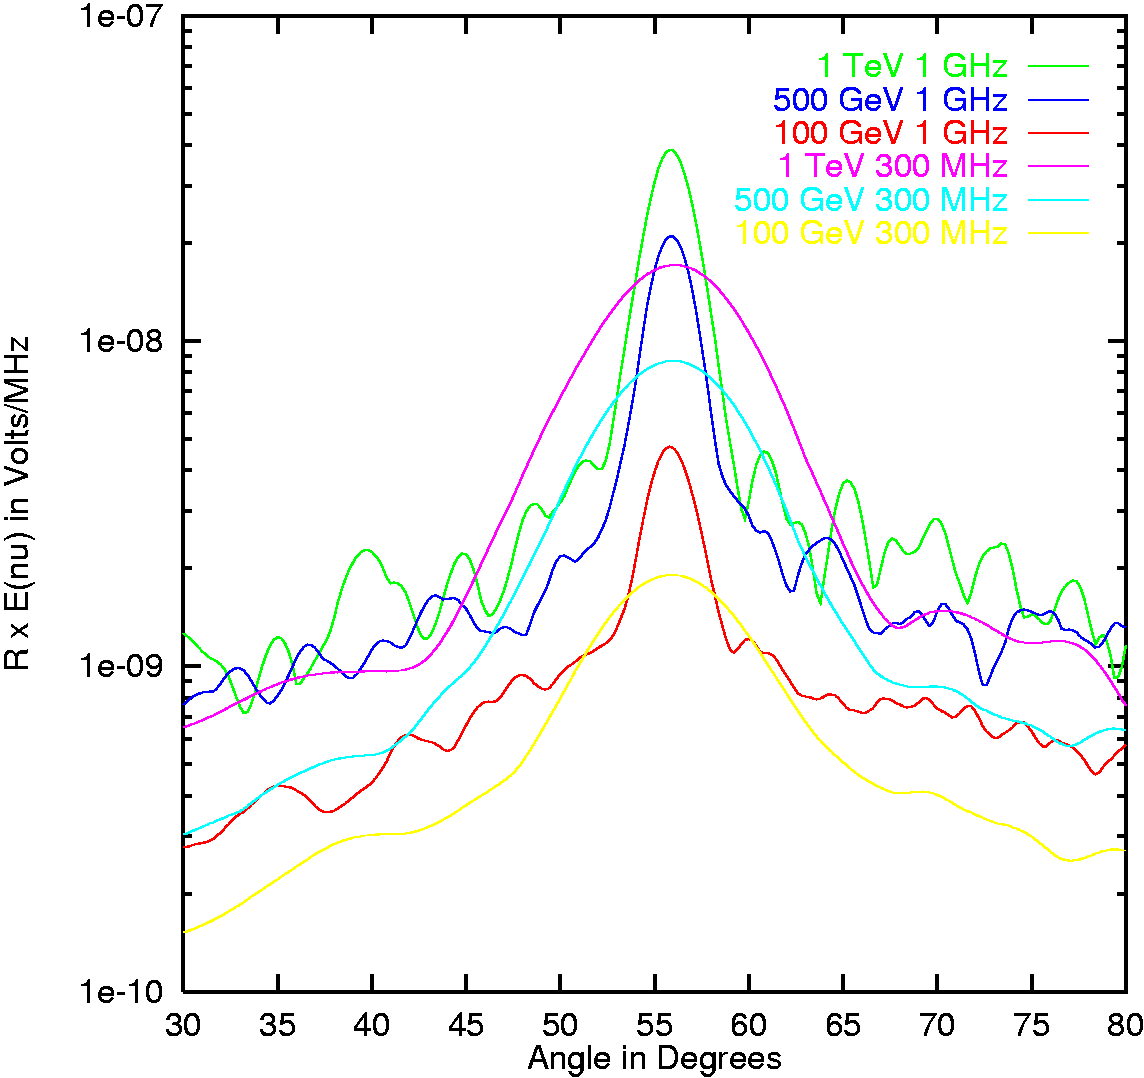 1e-07
1 TeV 1 GHz
500 GeV 1 GHz
100 GeV 1 GHz
1 TeV 300 MHz
500 GeV 300 MHz
100 GeV 300 MHz
1e-08
R x E(nu) in Volts/MHz
1e-09
1e-10
30 35 40 45 50 55 60 65 70 75 80
Angle in Degrees